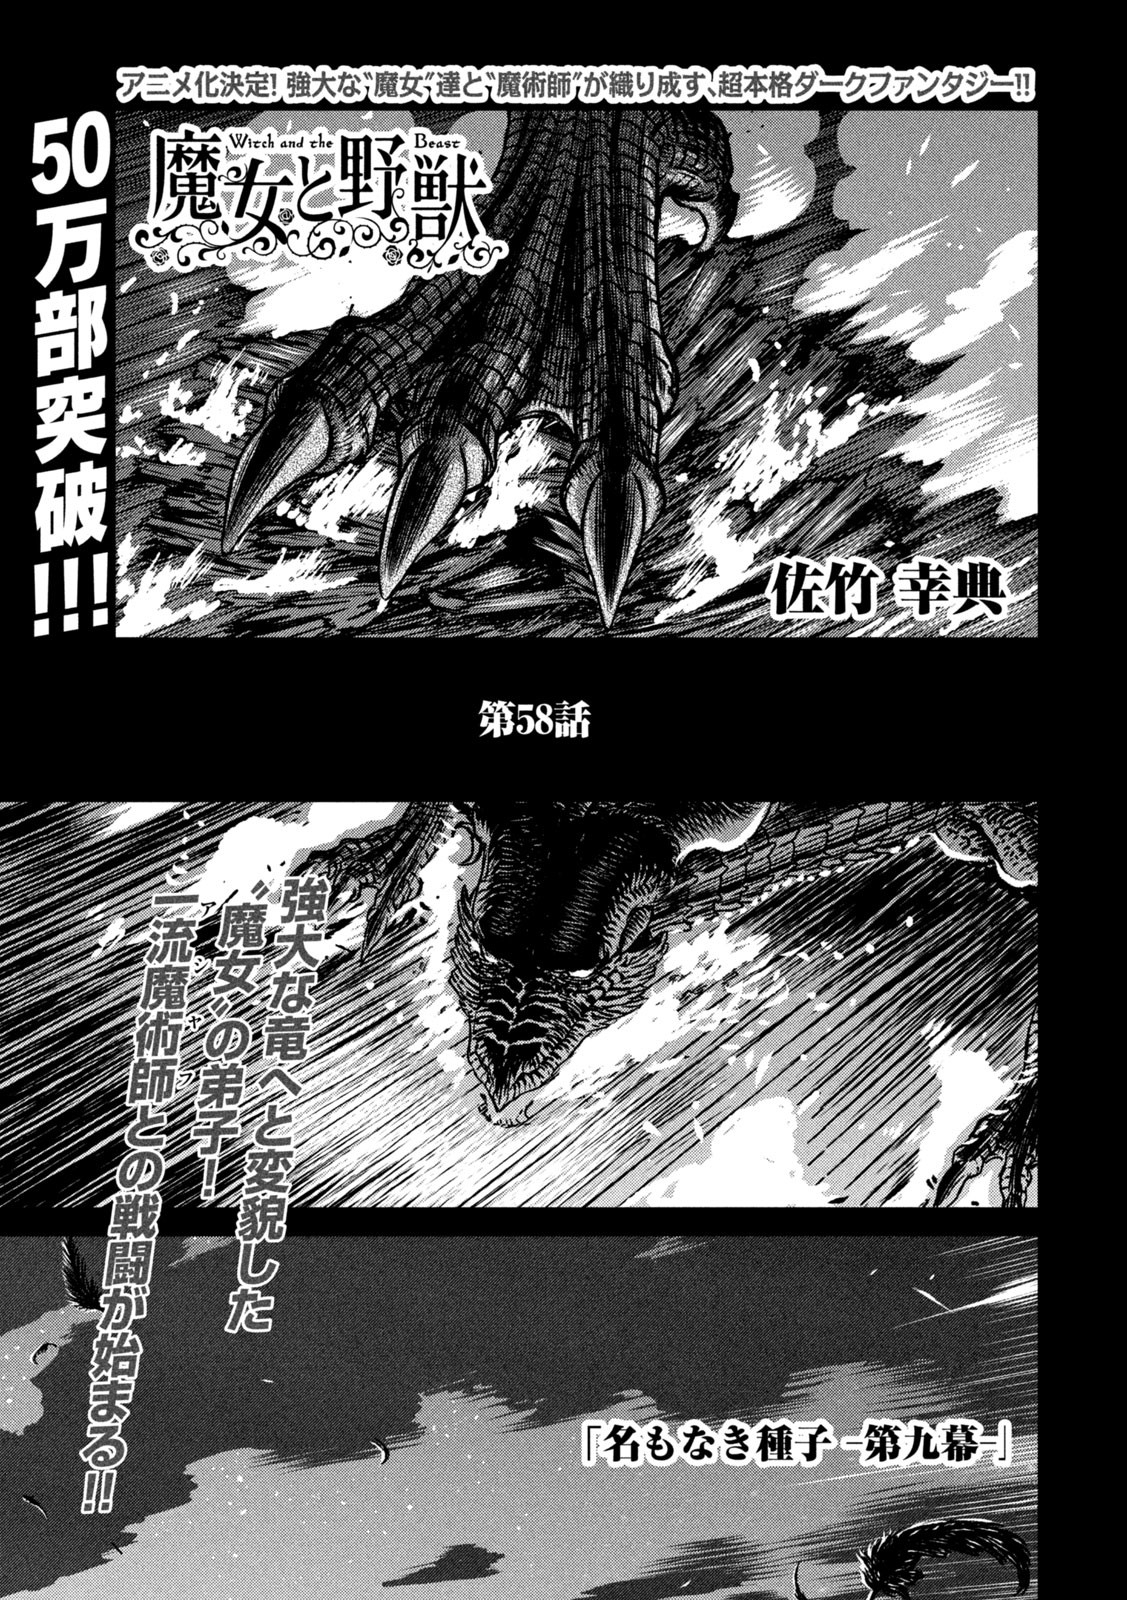 アニメ化決定! 強大な〝魔女〟達と〝魔術師〟が織り成す、超本格ダークファンタジー!!
50万部突破!!!
Witch and the Beast
魔女と野獣
佐竹 幸典
第58話
強大な竜へと変貌した
〝魔女〟の弟子!
アシャフ
一流魔術師との戦闘が始まる!!
『名もなき種子 -第九幕-』